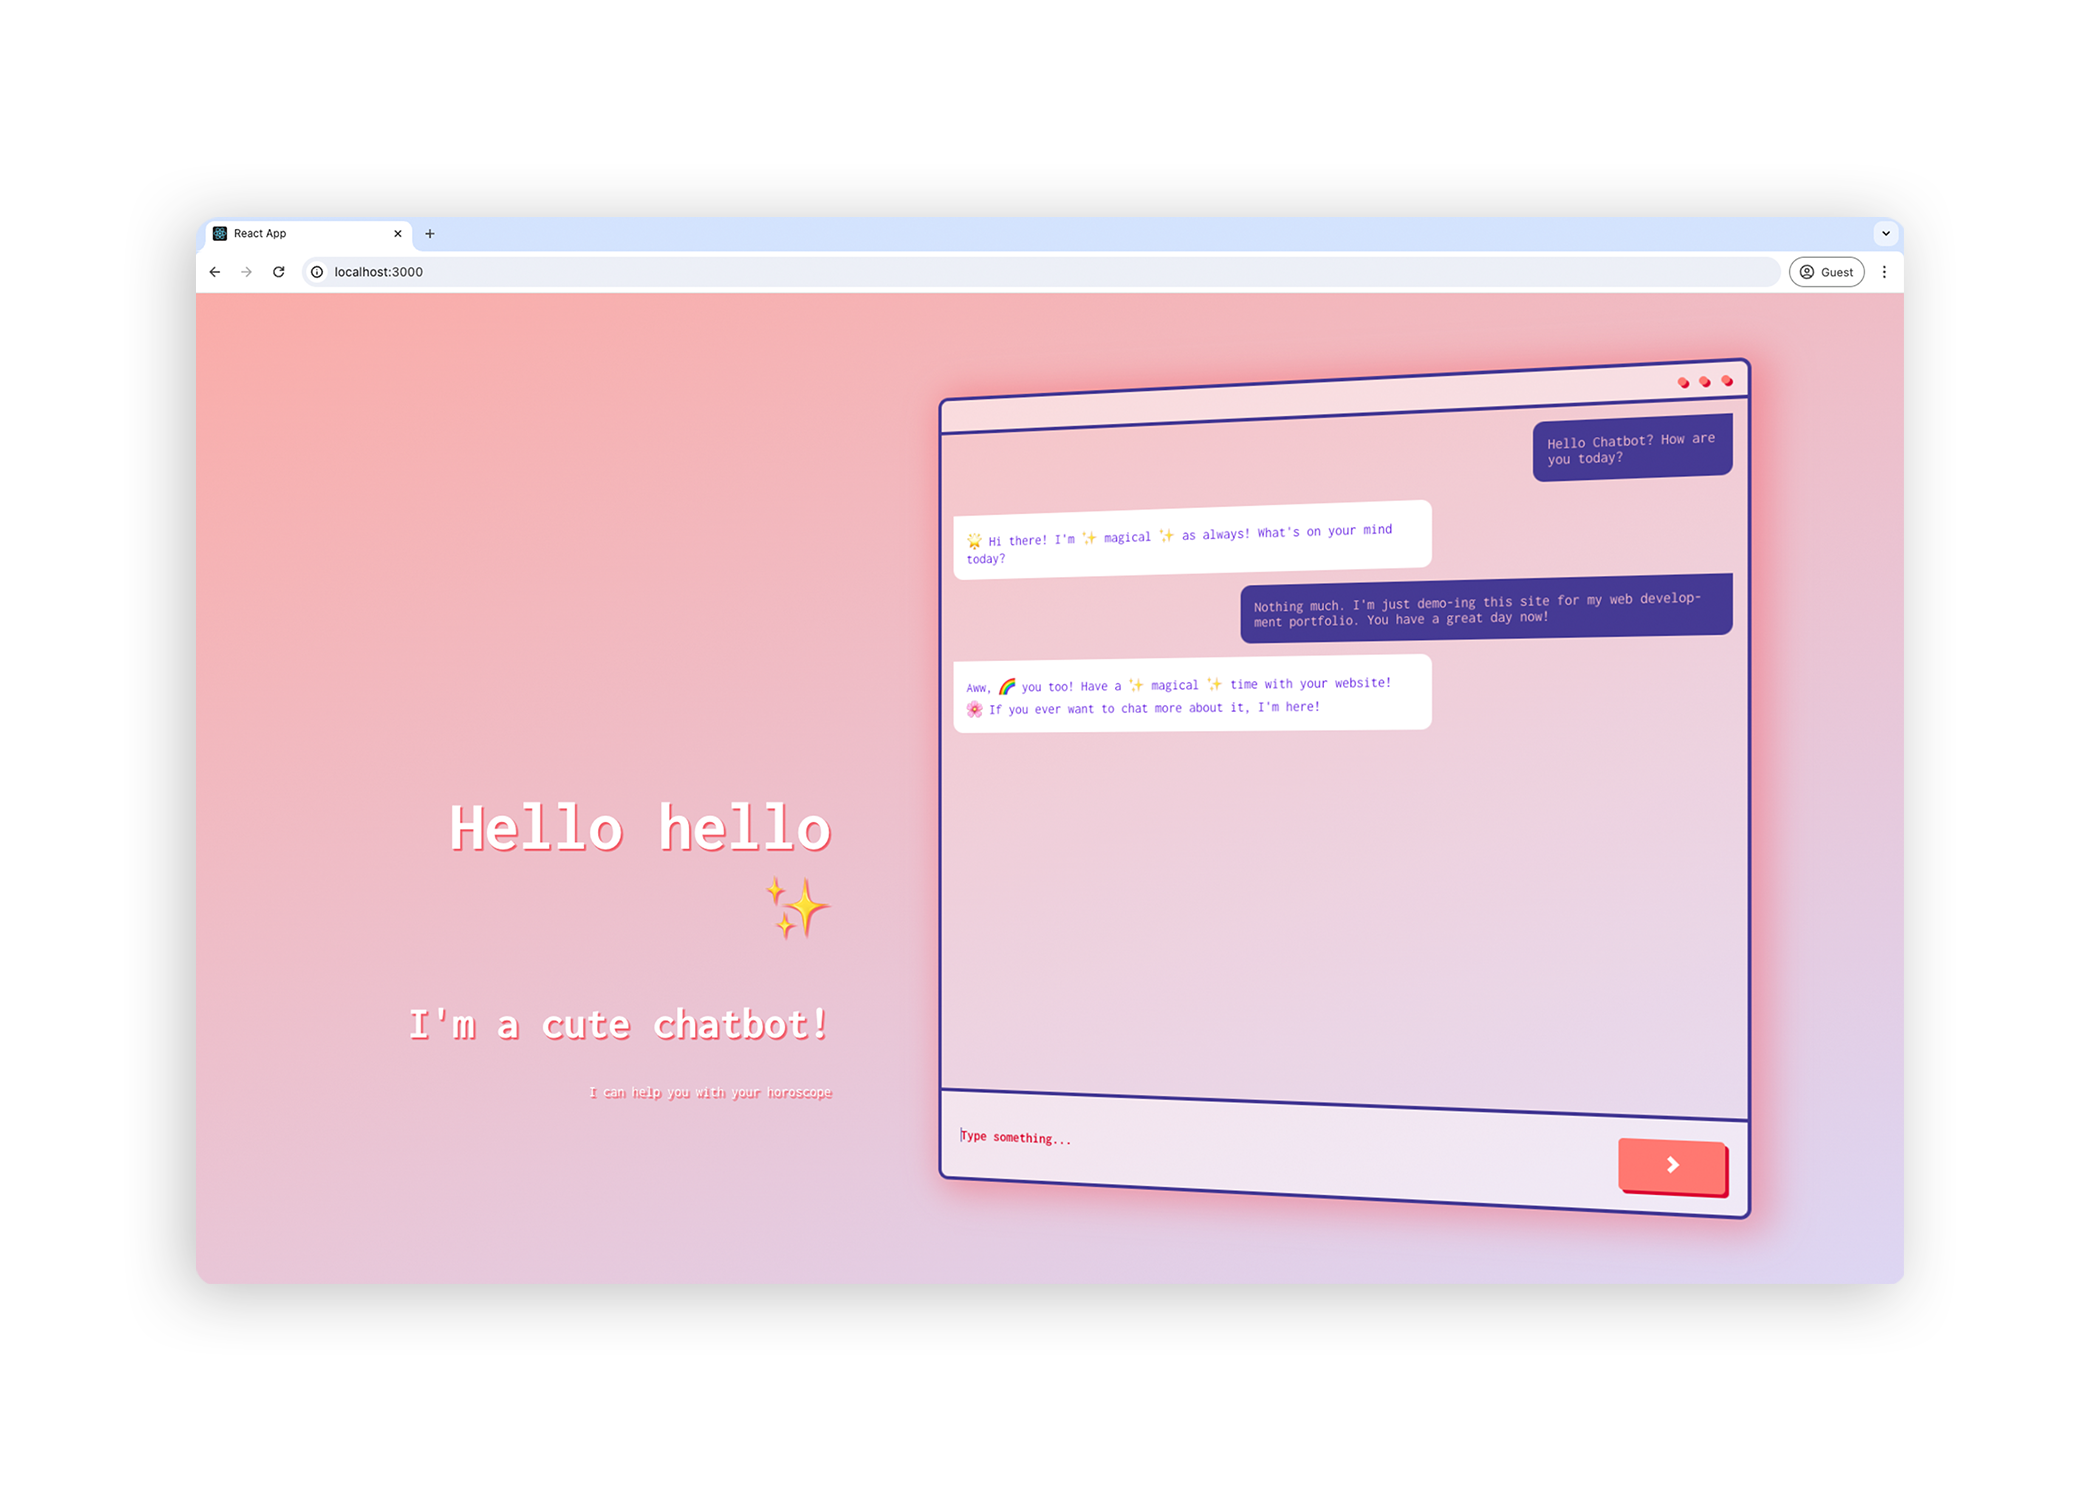 React App
localhost:3000
Guest
Hello Chatbot? How are
you today?
🌟 Hi there! I'm ✨ magical ✨ as always! What's on your mind
today?
Nothing much. I'm just demo-ing this site for my web develop-
ment portfolio. You have a great day now!
Aww, 🌈 you too! Have a ✨ magical ✨ time with your website!
🌸 If you ever want to chat more about it, I'm here!
Hello hello
✨
I'm a cute chatbot!
I can help you with your horoscope
Type something...